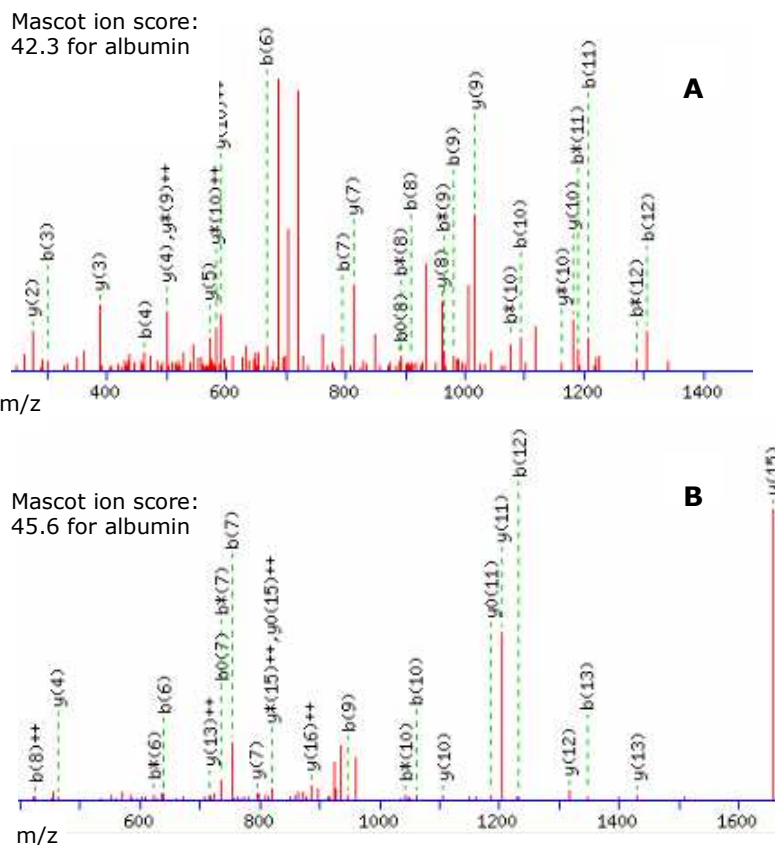 Mascot ion score:
42.3 for albumin
A
y(2)
b(3)
y(3)
b(4)
y(4),y*(9)++
y(5)
y*(10)++
y(10)++
b(6)
b(7)
y(7)
b0(8)
b*(8)
b(8)
y(8)
b*(9)
b(9)
y(9)
b*(10)
b(10)
y*(10)
y(10)
b*(11)
b(11)
b*(12)
b(12)
400 600 800 1000 1200 1400
m/z
Mascot ion score:
45.6 for albumin
B
b(8)++
y(4)
b*(6)
b(6)
y(13)++
b0(7)
b*(7)
b(7)
y(7)
y*(15)++,y0(15)++
y(16)++
b(9)
b*(10)
b(10)
y(10)
y0(11)
y(11)
b(12)
y(12)
b(13)
y(13)
y(15)
600 800 1000 1200 1400 1600
m/z